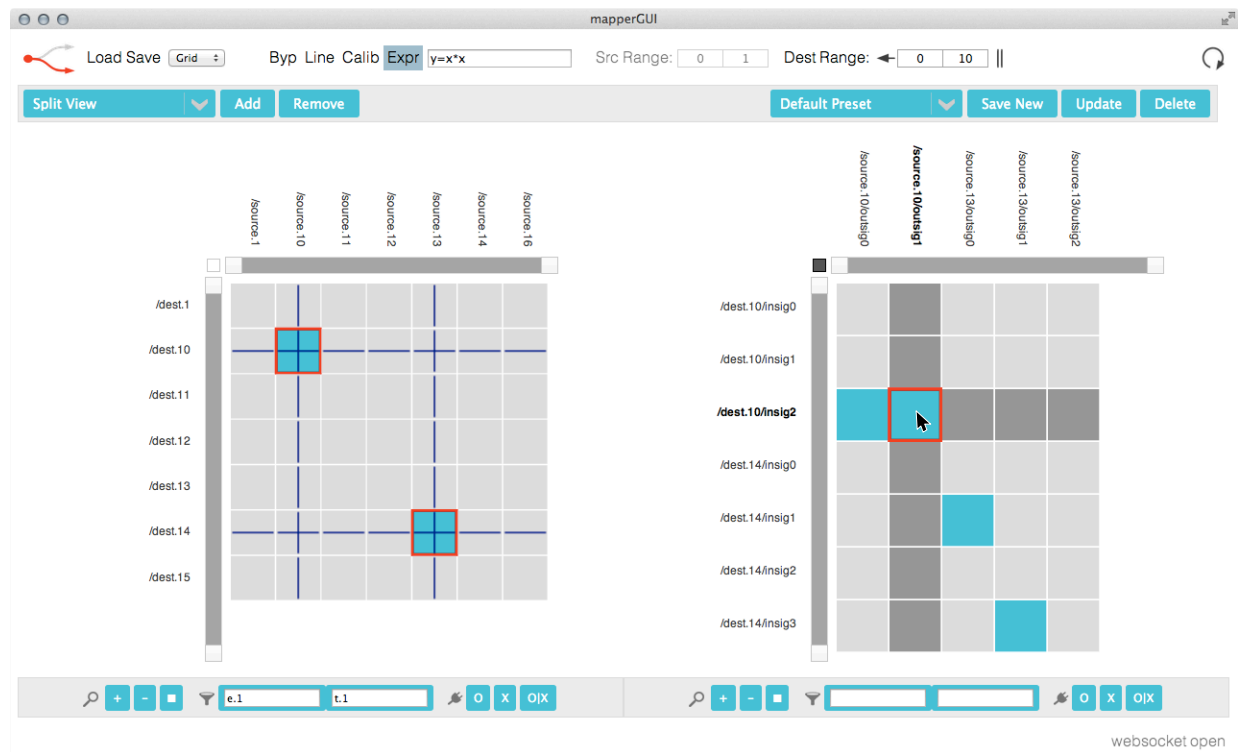 mapperGUI
Load Save Grid Byp Line Calib Expr y=x*x Src Range: 0 1 Dest Range: 0 10
Split View Add Remove Default Preset Save New Update Delete
/source.1
/source.10
/source.11
/source.12
/source.13
/source.14
/source.16
/dest.1
/dest.10
/dest.11
/dest.12
/dest.13
/dest.14
/dest.15
/source.10/outsig0
/source.10/outsig1
/source.13/outsig0
/source.13/outsig1
/source.13/outsig2
/dest.10/insig0
/dest.10/insig1
/dest.10/insig2
/dest.14/insig0
/dest.14/insig1
/dest.14/insig2
/dest.14/insig3
+ - e.1 t.1 O X O|X + - O X O|X
websocket open